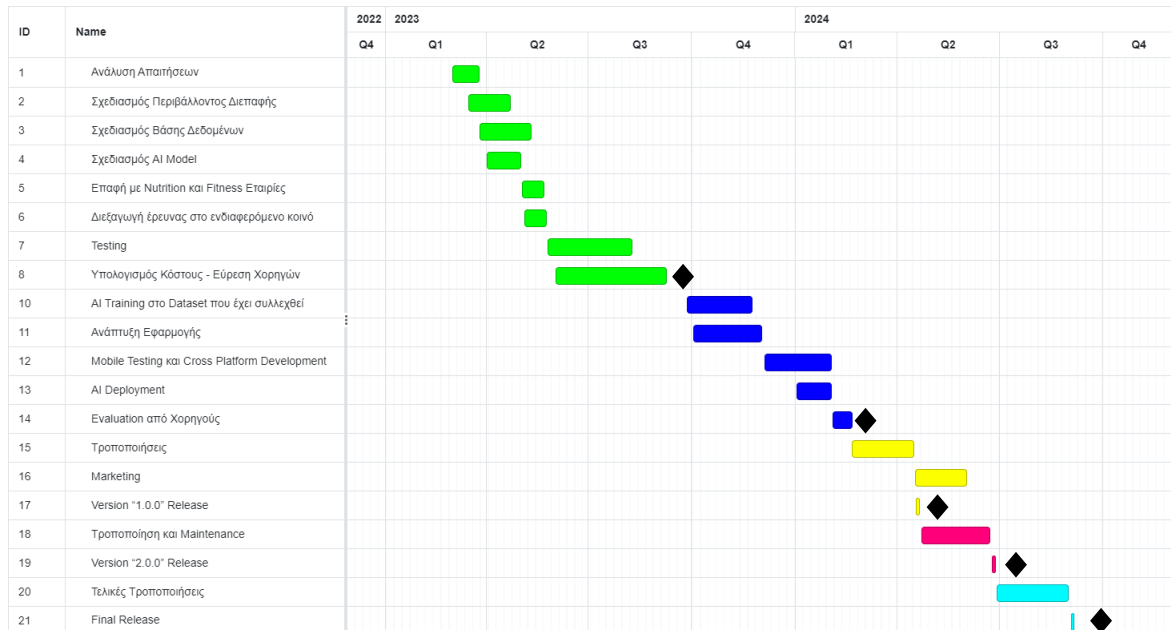 ID Name 2022 2023 2024
Q4 Q1 Q2 Q3 Q4 Q1 Q2 Q3 Q4
1 Ανάλυση Απαιτήσεων
2 Σχεδιασμός Περιβάλλοντος Διεπαφής
3 Σχεδιασμός Βάσης Δεδομένων
4 Σχεδιασμός AI Model
5 Επαφή με Nutrition και Fitness Εταιρίες
6 Διεξαγωγή έρευνας στο ενδιαφερόμενο κοινό
7 Testing
8 Υπολογισμός Κόστους - Εύρεση Χορηγών
10 AI Training στο Dataset που έχει συλλεχθεί
11 Ανάπτυξη Εφαρμογής
12 Mobile Testing και Cross Platform Development
13 AI Deployment
14 Evaluation από Χορηγούς
15 Τροποποιήσεις
16 Marketing
17 Version “1.0.0” Release
18 Τροποποίηση και Maintenance
19 Version “2.0.0” Release
20 Τελικές Τροποποιήσεις
21 Final Release